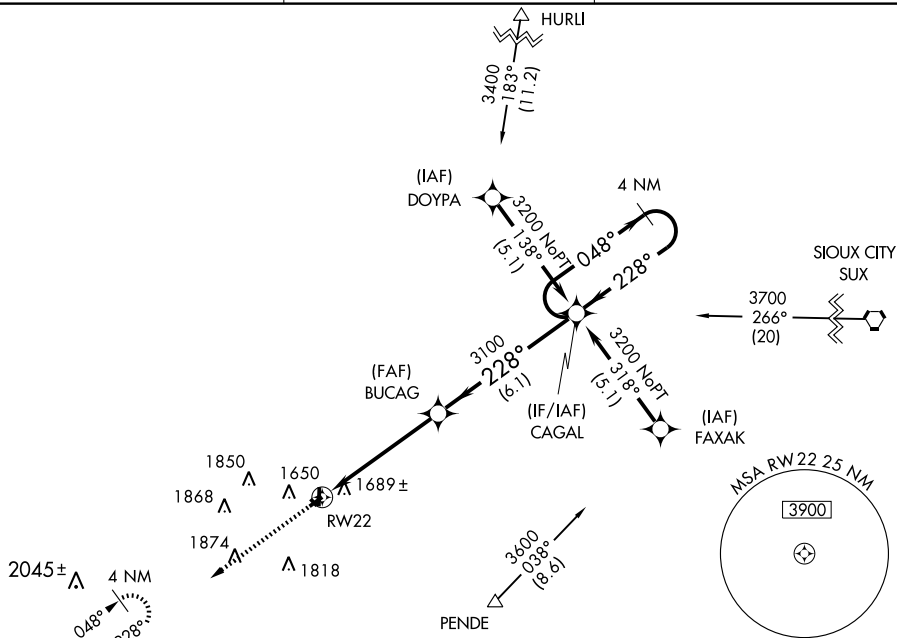 HURLI
3400
183°
(11.2)
(IAF)
DOYPA
3200 NoPT
138°
(5.1)
4 NM
048°
228°
SIOUX CITY
SUX
3700
266°
(20)
3100
228°
(6.1)
(FAF)
BUCAG
(IF/IAF)
CAGAL
3200 NoPT
318°
(5.1)
(IAF)
FAXAK
1850
1650
1689±
1868
RW22
1874
1818
2045±
4 NM
048°
028°
3600
038°
(8.6)
PENDE
MSA RW22 25 NM
3900